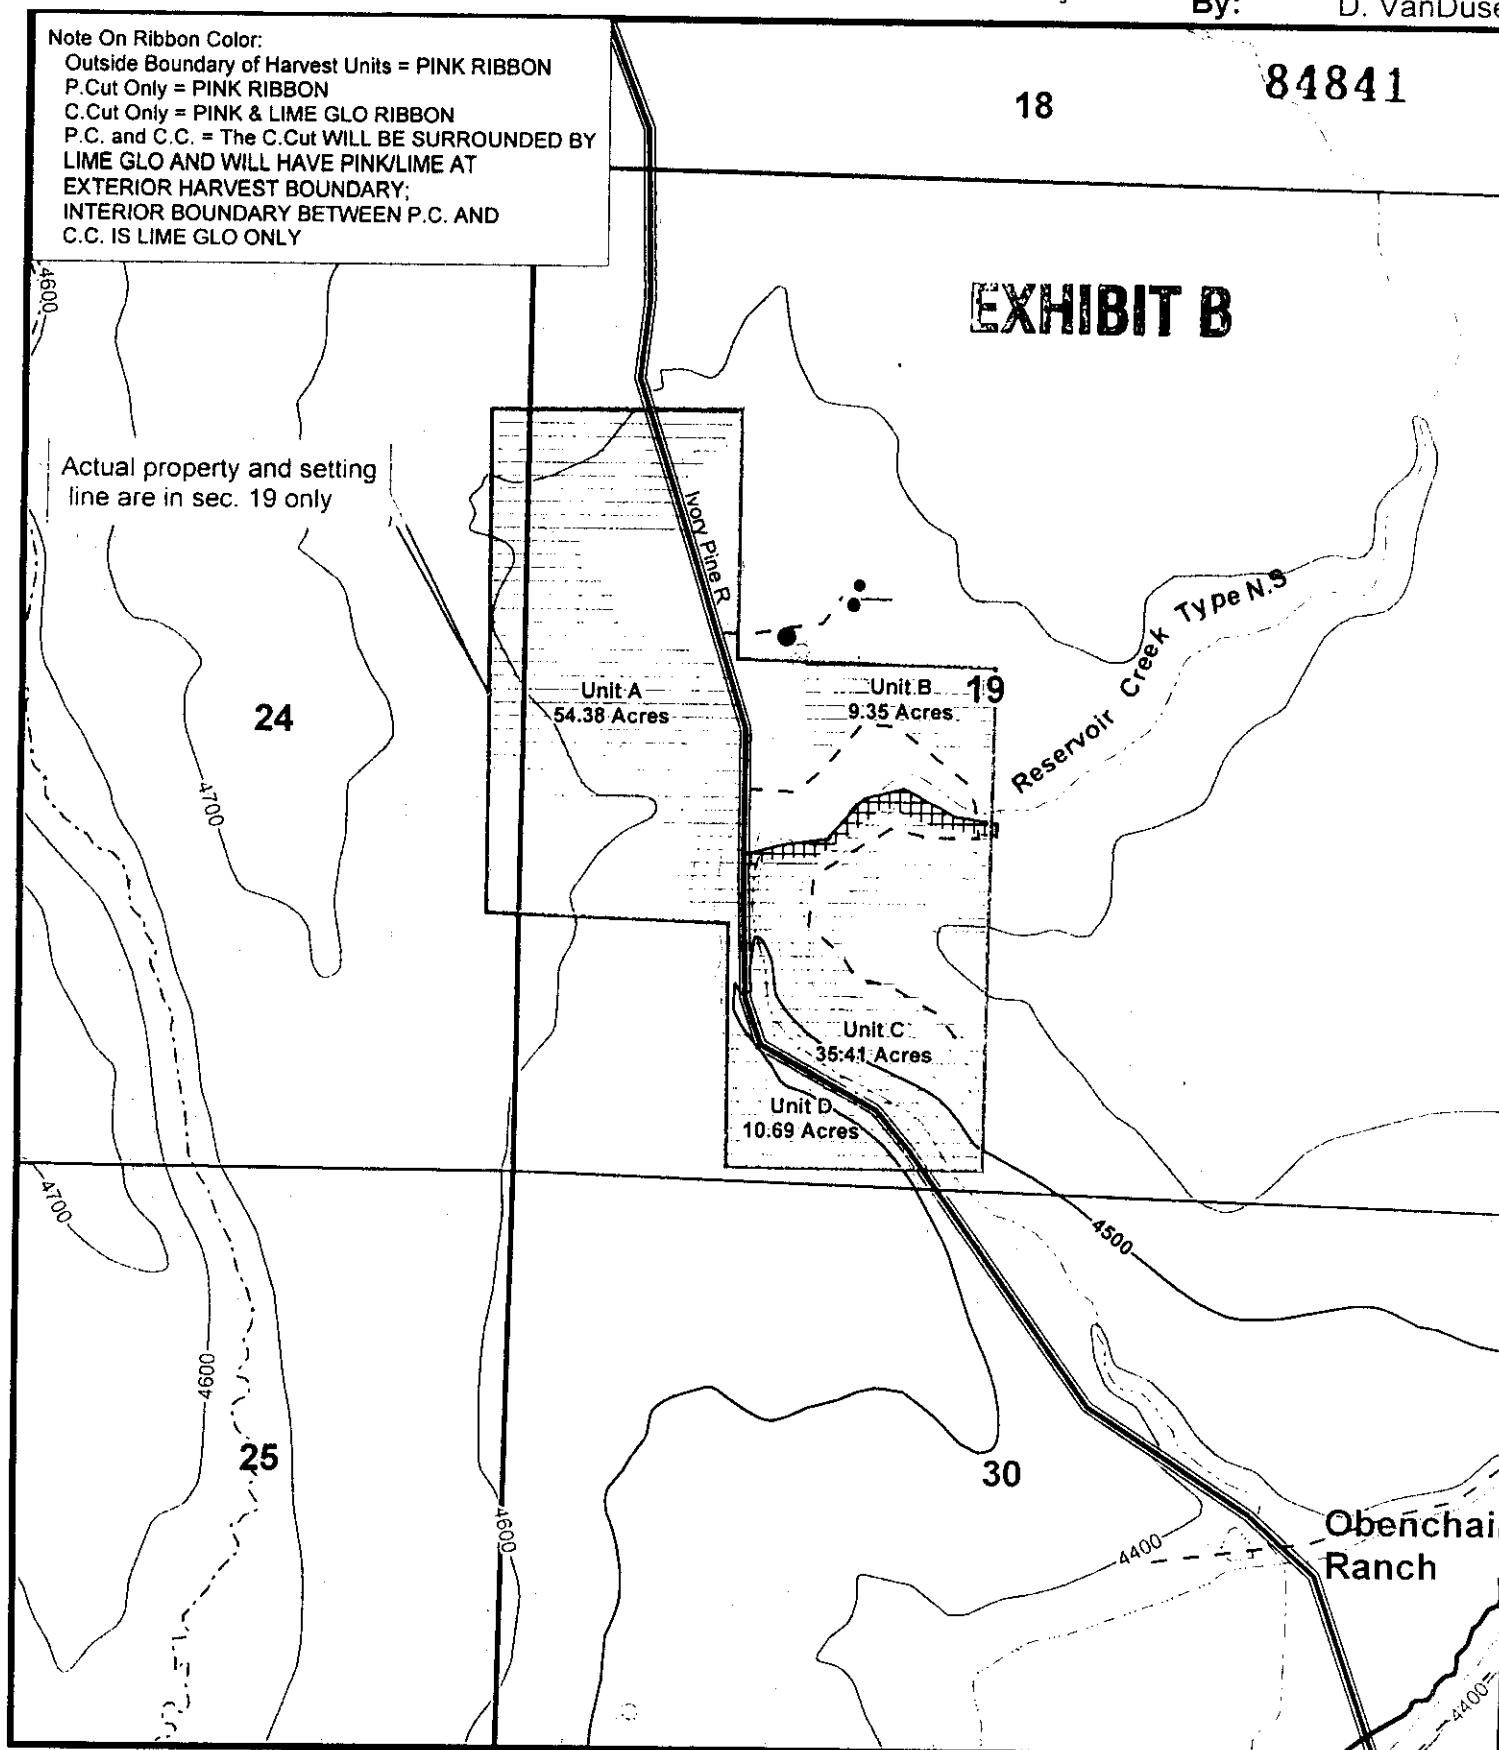 By: D. VanDuse
Note On Ribbon Color:
Outside Boundary of Harvest Units = PINK RIBBON
P.Cut Only = PINK RIBBON
C.Cut Only = PINK & LIME GLO RIBBON
P.C. and C.C. = The C.Cut WILL BE SURROUNDED BY
LIME GLO AND WILL HAVE PINK/LIME AT
EXTERIOR HARVEST BOUNDARY;
INTERIOR BOUNDARY BETWEEN P.C. AND
C.C. IS LIME GLO ONLY
84841
18
4600
EXHIBIT B
Actual property and setting
line are in sec. 19 only
Ivory Pine R
Reservoir Creek Type N.S
Unit A
54.38 Acres
Unit B
9.35 Acres
19
24
4700
Unit C
35.41 Acres
Unit D
10.69 Acres
4700
4500
4600
25
30
4600
4400
Obenchai
Ranch
4400